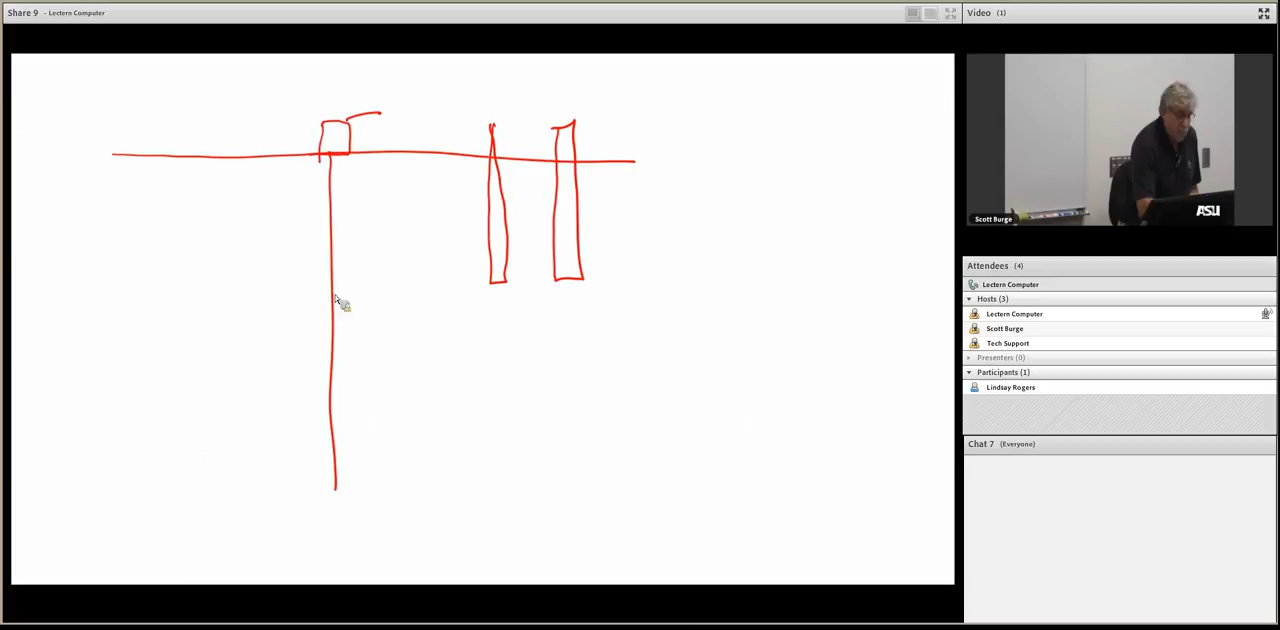 Share 9 - Lectern Computer
Video (1)
Scott Burge
ASU
Attendees (4)
Lectern Computer
Hosts (3)
Lectern Computer
Scott Burge
Tech Support
Presenters (0)
Participants (1)
Lindsay Rogers
Chat 7 (Everyone)